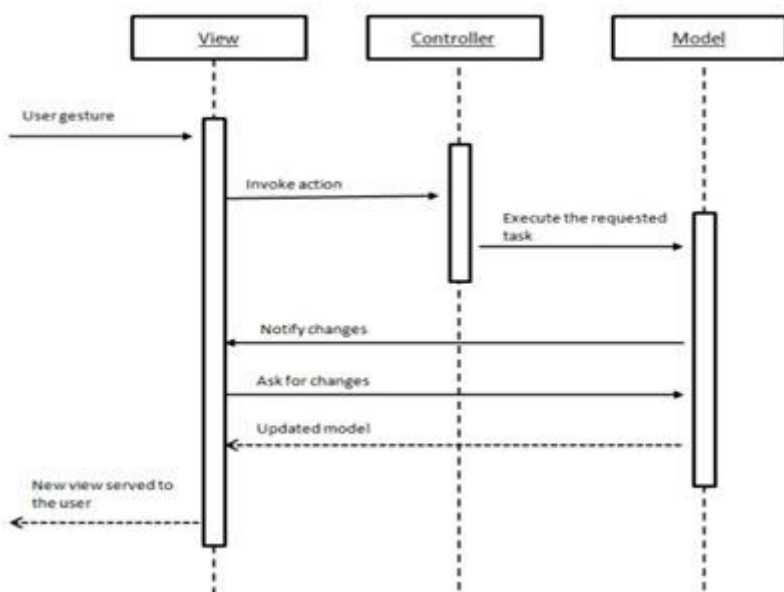 View
Controller
Model
User gesture
Invoke action
Execute the requested
task
Notify changes
Ask for changes
Updated model
New view served to
the user